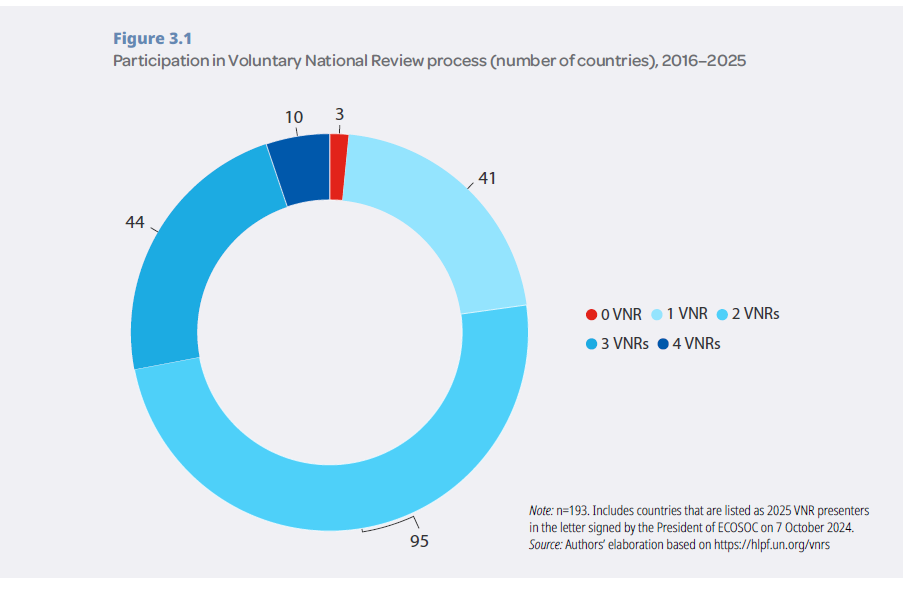 Figure 3.1
Participation in Voluntary National Review process (number of countries), 2016–2025
10
3
41
44
95
0 VNR 1 VNR 2 VNRs
3 VNRs 4 VNRs
Note: n=193. Includes countries that are listed as 2025 VNR presenters
in the letter signed by the President of ECOSOC on 7 October 2024.
Source: Authors’ elaboration based on https://hlpf.un.org/vnrs